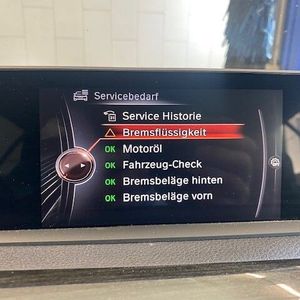 Servicebedarf
Service Historie
Bremsflüssigkeit
OK Motoröl
OK Fahrzeug-Check
OK Bremsbeläge hinten
OK Bremsbeläge vorn